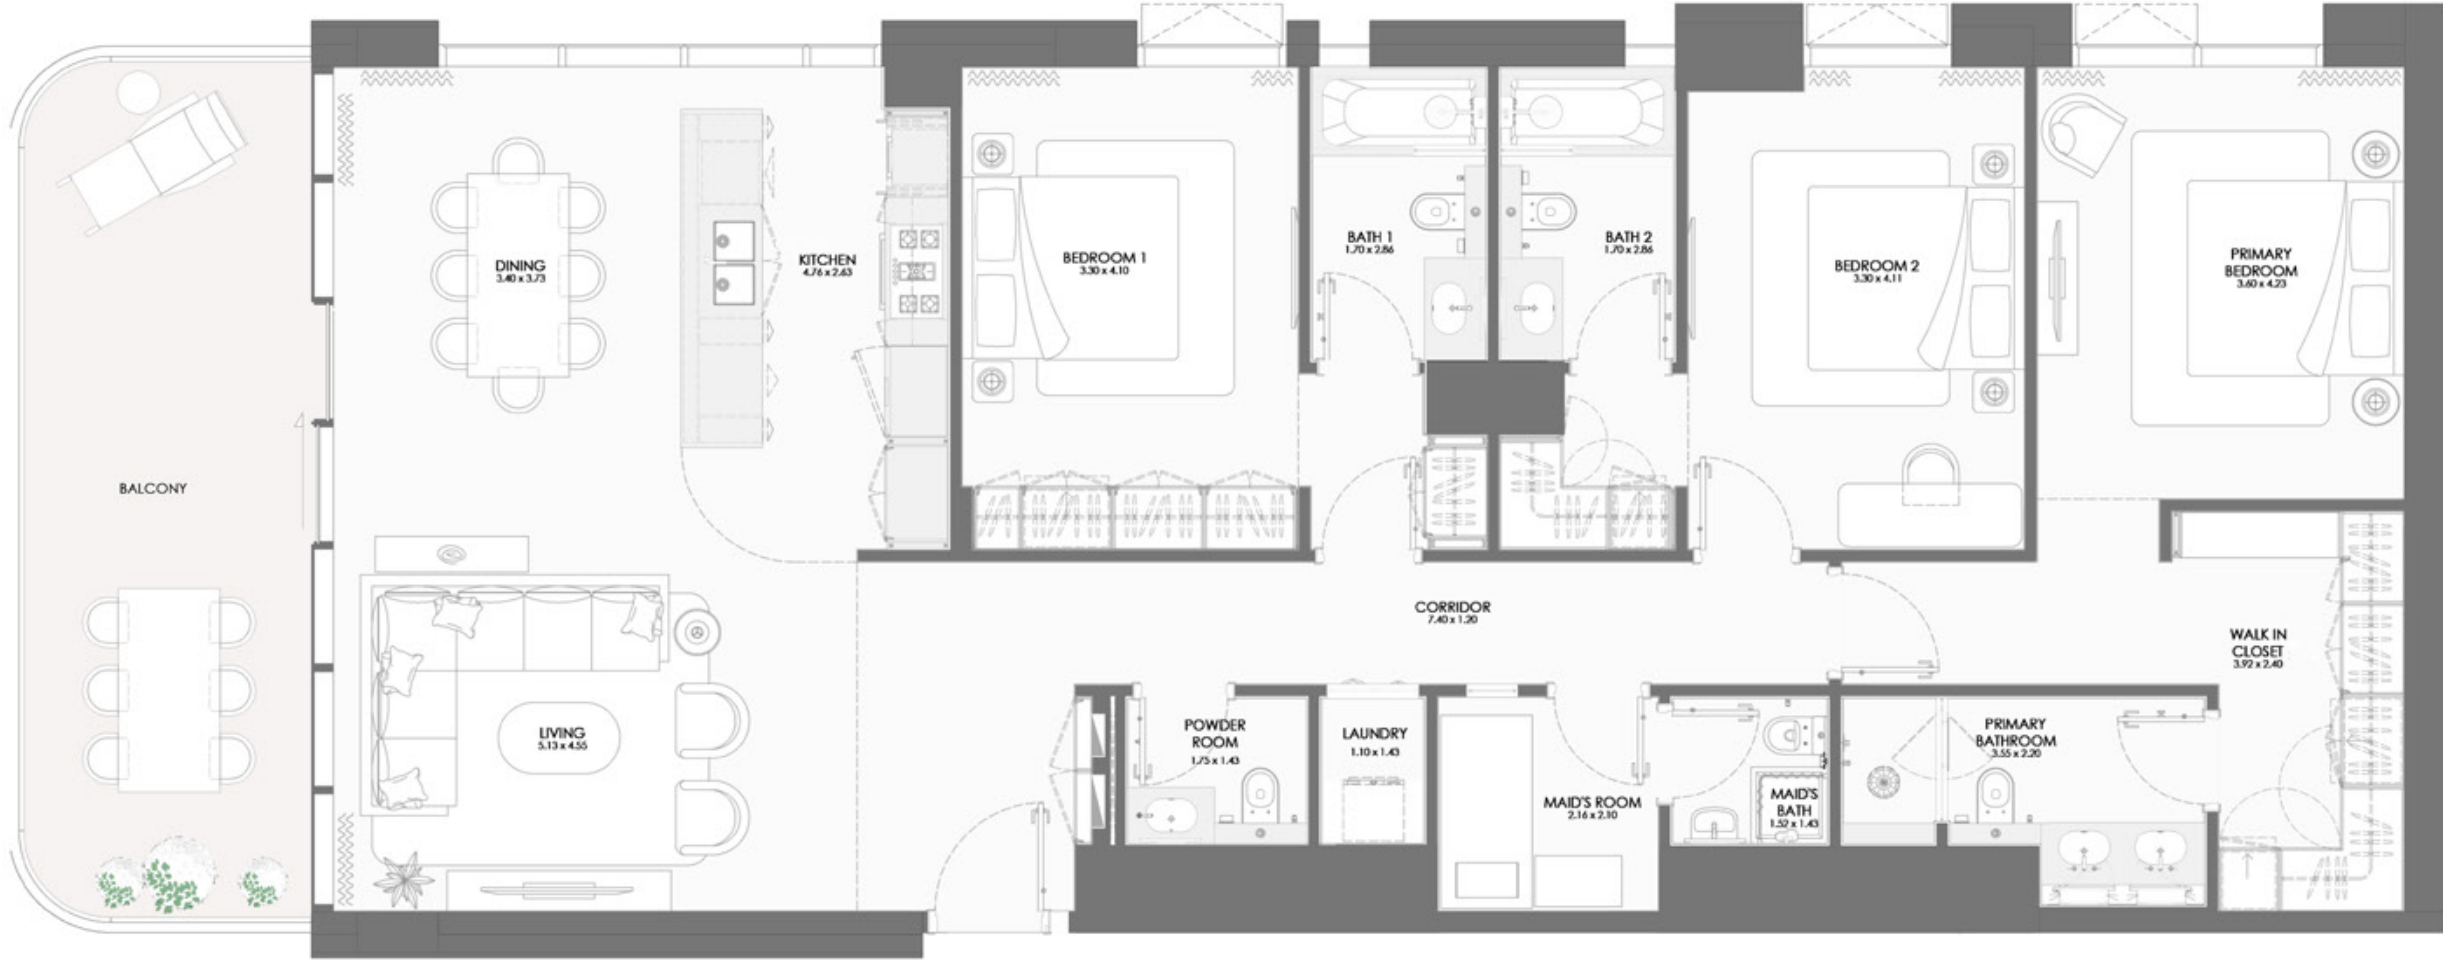 DINING
3.40 x 3.73
KITCHEN
4.76 x 2.63
BEDROOM 1
3.30 x 4.10
BATH 1
1.70 x 2.86
BATH 2
1.70 x 2.86
BEDROOM 2
3.30 x 4.11
PRIMARY
BEDROOM
3.60 x 4.23
BALCONY
CORRIDOR
7.40 x 1.20
WALK IN
CLOSET
3.92 x 2.40
LIVING
5.13 x 4.55
POWDER
ROOM
1.75 x 1.43
LAUNDRY
1.10 x 1.43
MAID'S ROOM
2.16 x 2.10
MAID'S
BATH
1.52 x 1.43
PRIMARY
BATHROOM
3.55 x 2.20